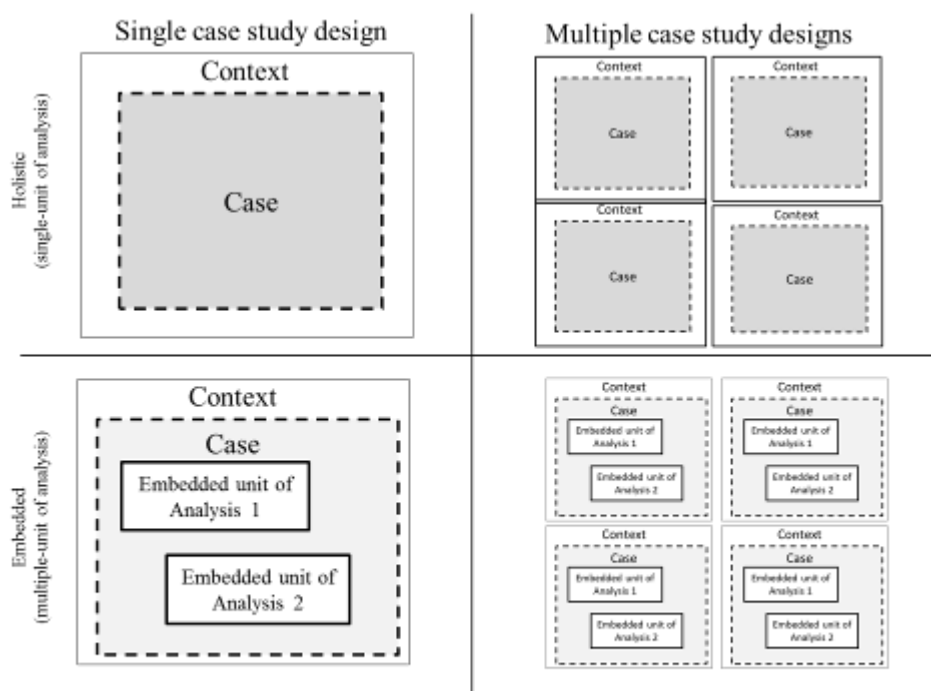 Single case study design
Multiple case study designs
Holistic
(single-unit of analysis)
Context
Case
Context
Case
Context
Case
Context
Case
Context
Case
Embedded
(multiple-unit of analysis)
Context
Case
Embedded unit of
Analysis 1
Embedded unit of
Analysis 2
Context
Case
Embedded unit of
Analysis 1
Embedded unit of
Analysis 2
Context
Case
Embedded unit of
Analysis 1
Embedded unit of
Analysis 2
Context
Case
Embedded unit of
Analysis 1
Embedded unit of
Analysis 2
Context
Case
Embedded unit of
Analysis 1
Embedded unit of
Analysis 2